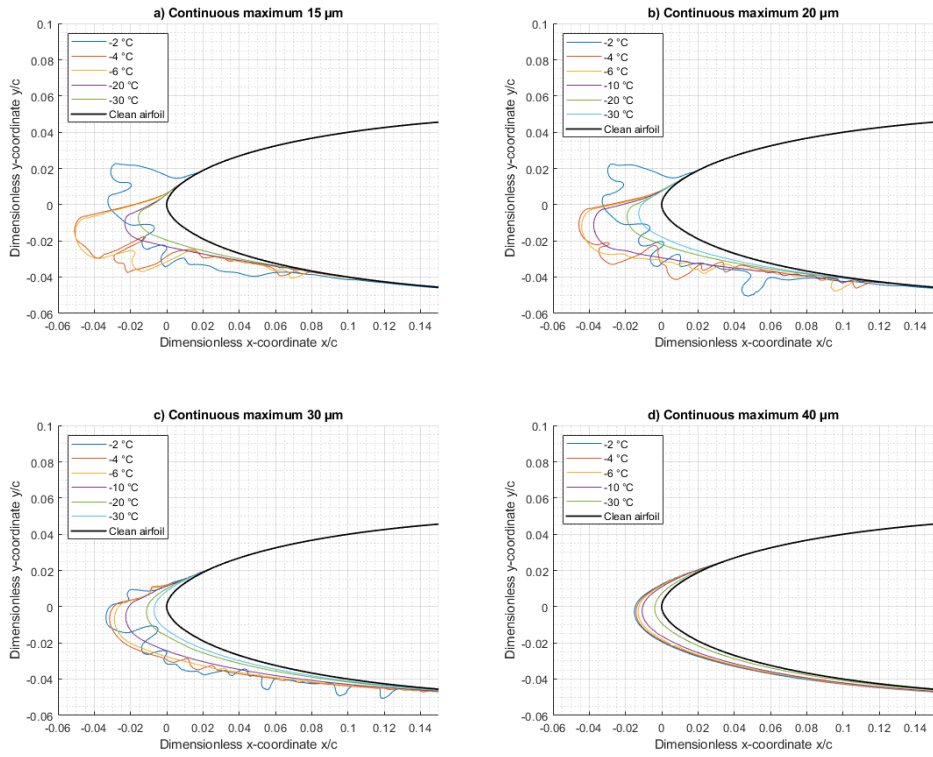 a) Continuous maximum 15 µm
0.1
0.08
0.06
0.04
0.02
0
-0.02
-0.04
-0.06
Dimensionless y-coordinate y/c
-2 °C
-4 °C
-6 °C
-20 °C
-30 °C
Clean airfoil
-0.06 -0.04 -0.02 0 0.02 0.04 0.06 0.08 0.1 0.12 0.14
Dimensionless x-coordinate x/c
b) Continuous maximum 20 µm
0.1
0.08
0.06
0.04
0.02
0
-0.02
-0.04
-0.06
Dimensionless y-coordinate y/c
-2 °C
-4 °C
-6 °C
-10 °C
-20 °C
-30 °C
Clean airfoil
-0.06 -0.04 -0.02 0 0.02 0.04 0.06 0.08 0.1 0.12 0.14
Dimensionless x-coordinate x/c
c) Continuous maximum 30 µm
0.1
0.08
0.06
0.04
0.02
0
-0.02
-0.04
-0.06
Dimensionless y-coordinate y/c
-2 °C
-4 °C
-6 °C
-10 °C
-20 °C
-30 °C
Clean airfoil
-0.06 -0.04 -0.02 0 0.02 0.04 0.06 0.08 0.1 0.12 0.14
Dimensionless x-coordinate x/c
d) Continuous maximum 40 µm
0.1
0.08
0.06
0.04
0.02
0
-0.02
-0.04
-0.06
Dimensionless y-coordinate y/c
-2 °C
-4 °C
-6 °C
-10 °C
-30 °C
Clean airfoil
-0.06 -0.04 -0.02 0 0.02 0.04 0.06 0.08 0.1 0.12 0.14
Dimensionless x-coordinate x/c